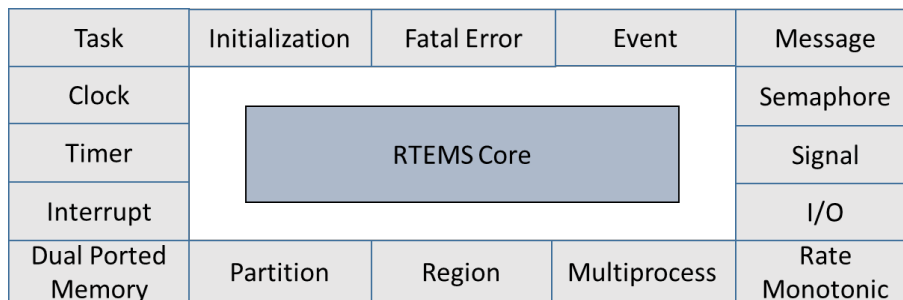 Task Initialization Fatal Error Event Message
Clock Semaphore
RTEMS Core
Timer Signal
Interrupt I/O
Dual Ported Memory Partition Region Multiprocess Rate Monotonic